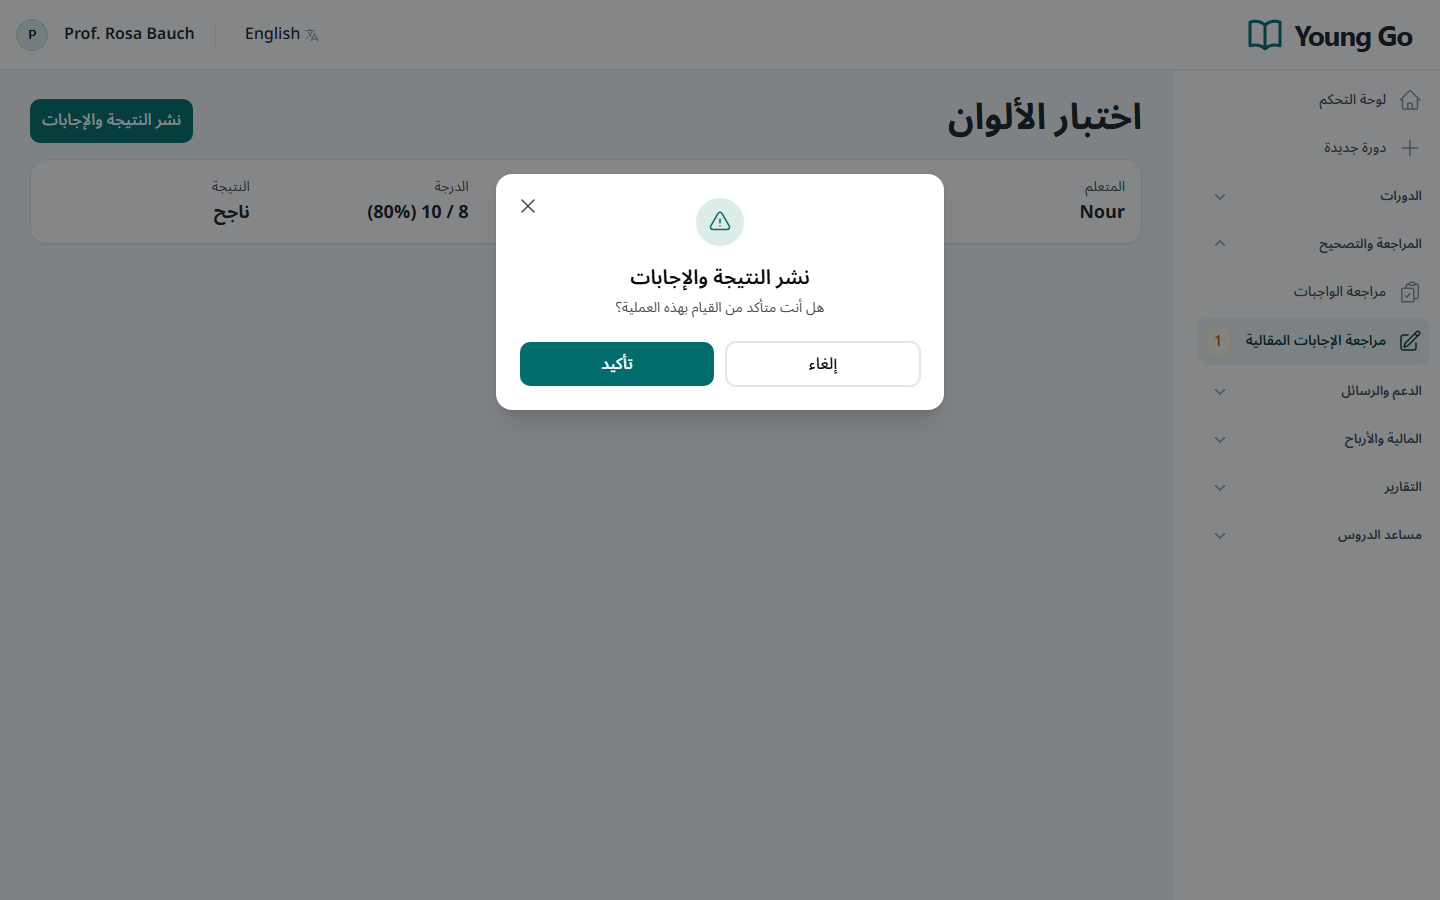 Young Go
English
Prof. Rosa Bauch
P
لوحة التحكم
دورة جديدة
الدورات
المراجعة والتصحيح
مراجعة الواجبات
مراجعة الإجابات المقالية
1
الدعم والرسائل
المالية والأرباح
التقارير
مساعد الدروس
اختبار الألوان
نشر النتيجة والإجابات
المتعلم
Nour
الدرجة
8 / 10 (80%)
النتيجة
ناجح
نشر النتيجة والإجابات
هل أنت متأكد من القيام بهذه العملية؟
إلغاء
تأكيد